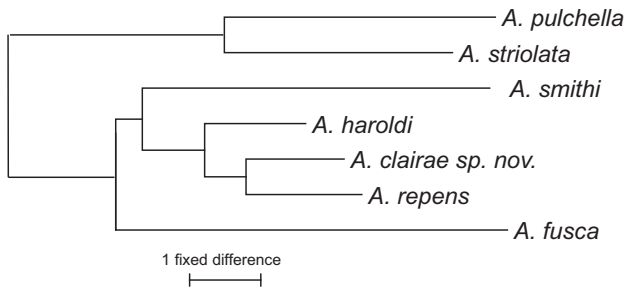 A. pulchella
A. striolata
A. smithi
A. haroldi
A. clairae sp. nov.
A. repens
A. fusca
1 fixed difference